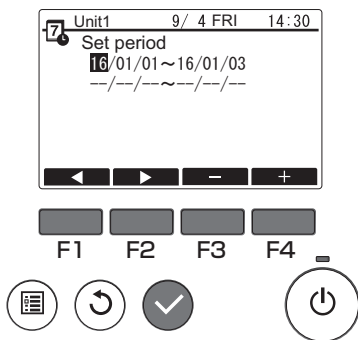 7 Unit1 9/ 4 FRI 14:30
Set period
16/01/01~16/01/03
--/--/--~--/--/--
− +
F1 F2 F3 F4